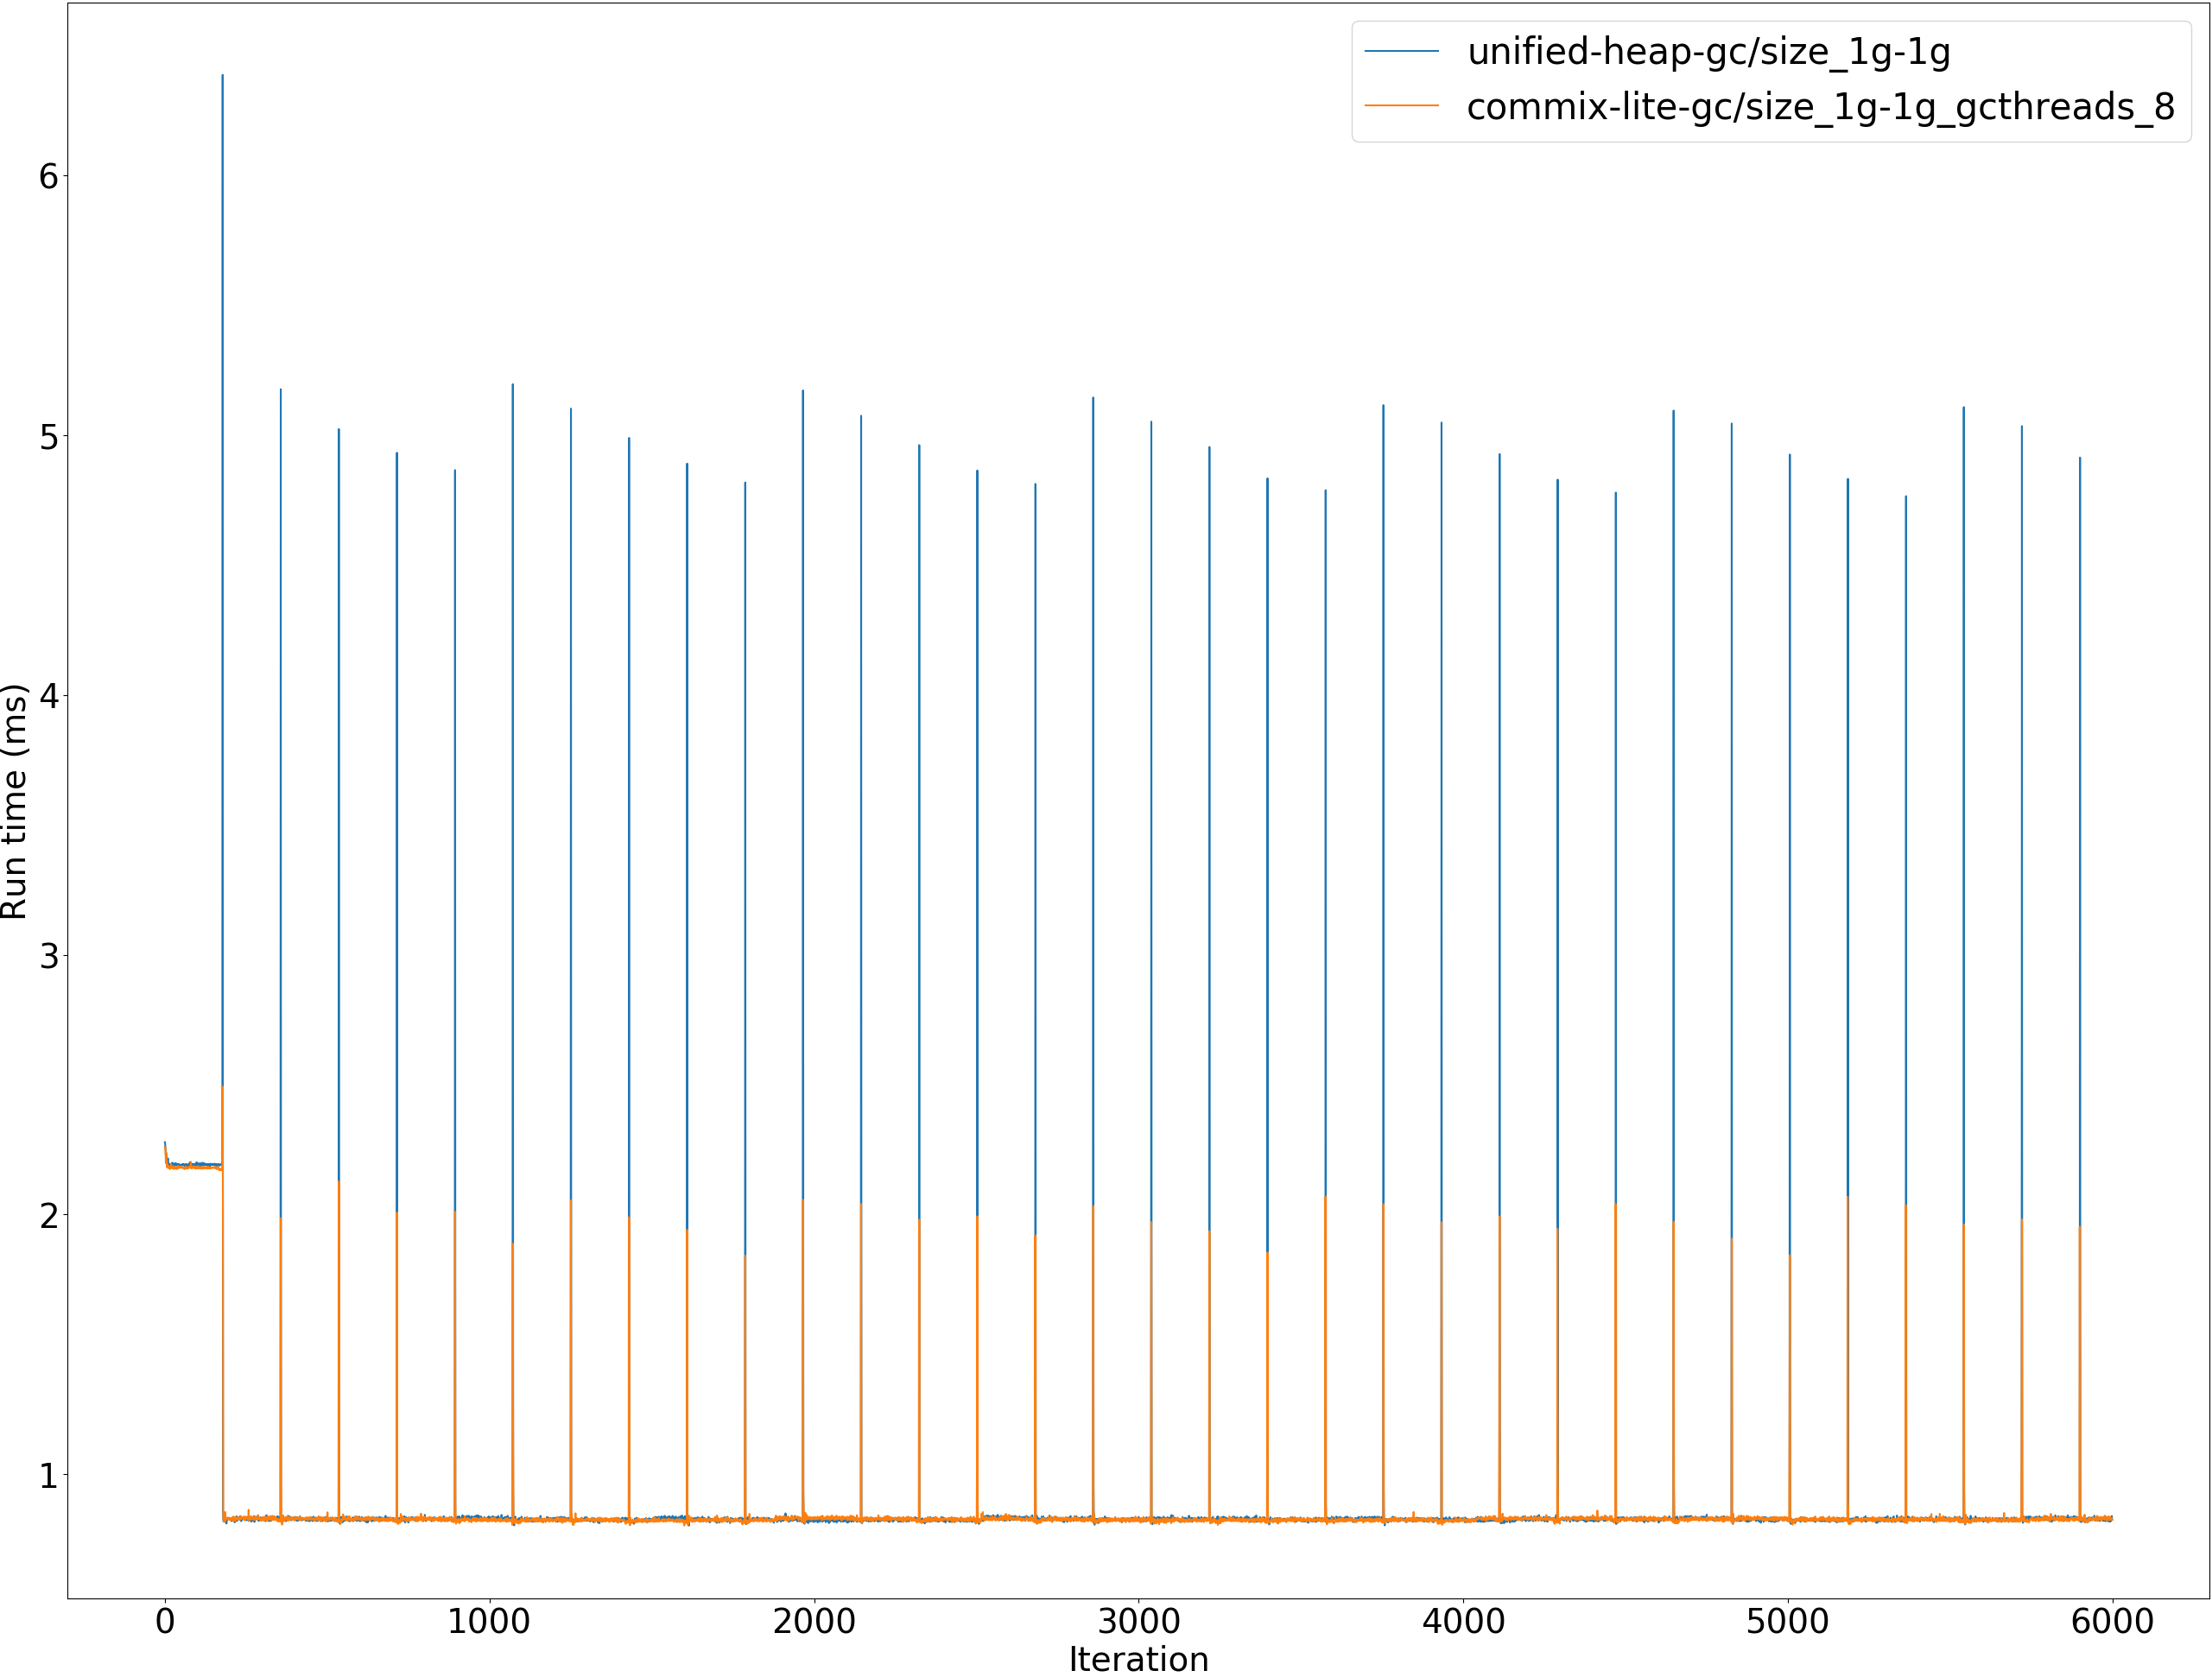 unified-heap-gc/size_1g-1g
commix-lite-gc/size_1g-1g_gcthreads_8
6
5
4
3
2
1
Run time (ms)
0 1000 2000 3000 4000 5000 6000
Iteration